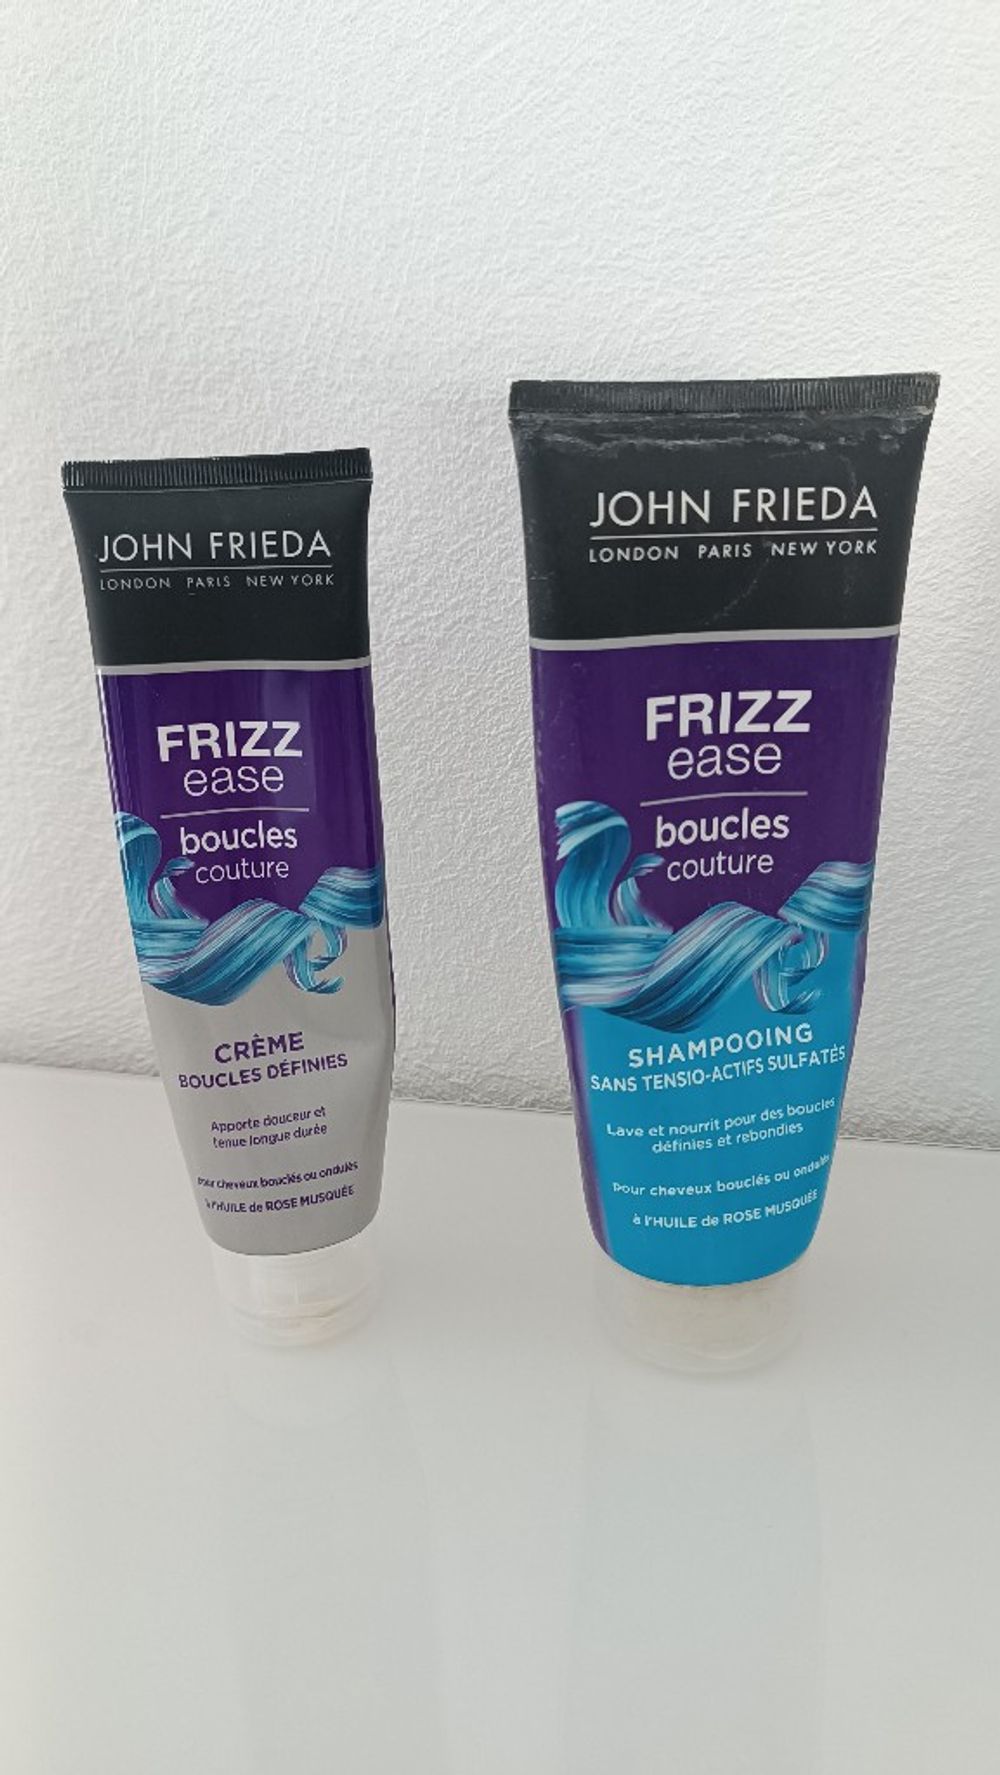 JOHN FRIEDA
LONDON PARIS NEW YORK
FRIZZ
ease
boucles
couture
CRÈME
BOUCLES DÉFINIES
Apporte douceur et
tenue longue durée
pour cheveux bouclés ou ondulés
à l'HUILE de ROSE MUSQUÉE
JOHN FRIEDA
LONDON PARIS NEW YORK
FRIZZ
ease
boucles
couture
SHAMPOOING
SANS TENSIO-ACTIFS SULFATÉS
Lave et nourrit pour des boucles
définies et rebondies
pour cheveux bouclés ou ondulés
à l'HUILE de ROSE MUSQUÉE